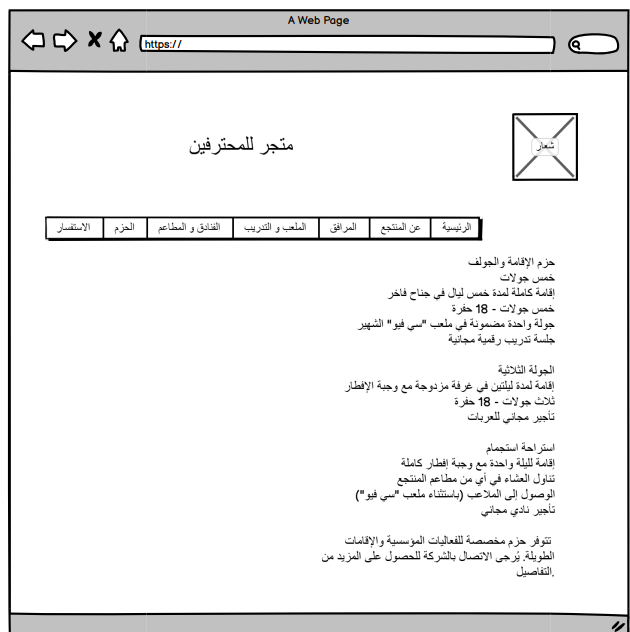 A Web Page
https://
شعار
متجر للمحترفين
الرئيسية
عن المنتجع
المرافق
الملعب و التدريب
الفنادق و المطاعم
الحزم
الاستفسار
حزم الإقامة والجولف
خمس جولات
إقامة كاملة لمدة خمس ليال في جناح فاخر
خمس جولات - 18 حفرة
جولة واحدة مضمونة في ملعب "سي فيو" الشهير
جلسة تدريب رقمية مجانية
الجولة الثلاثية
إقامة لمدة ليلتين في غرفة مزدوجة مع وجبة الإفطار
ثلاث جولات - 18 حفرة
تأجير مجاني للعربات
استراحة استجمام
إقامة لليلة واحدة مع وجبة إفطار كاملة
تناول العشاء في أي من مطاعم المنتجع
الوصول إلى الملاعب (باستثناء ملعب "سي فيو")
تأجير نادي مجاني
تتوفر حزم مخصصة للفعاليات المؤسسية والإقامات
الطويلة. يُرجى الاتصال بالشركة للحصول على المزيد من
التفاصيل.